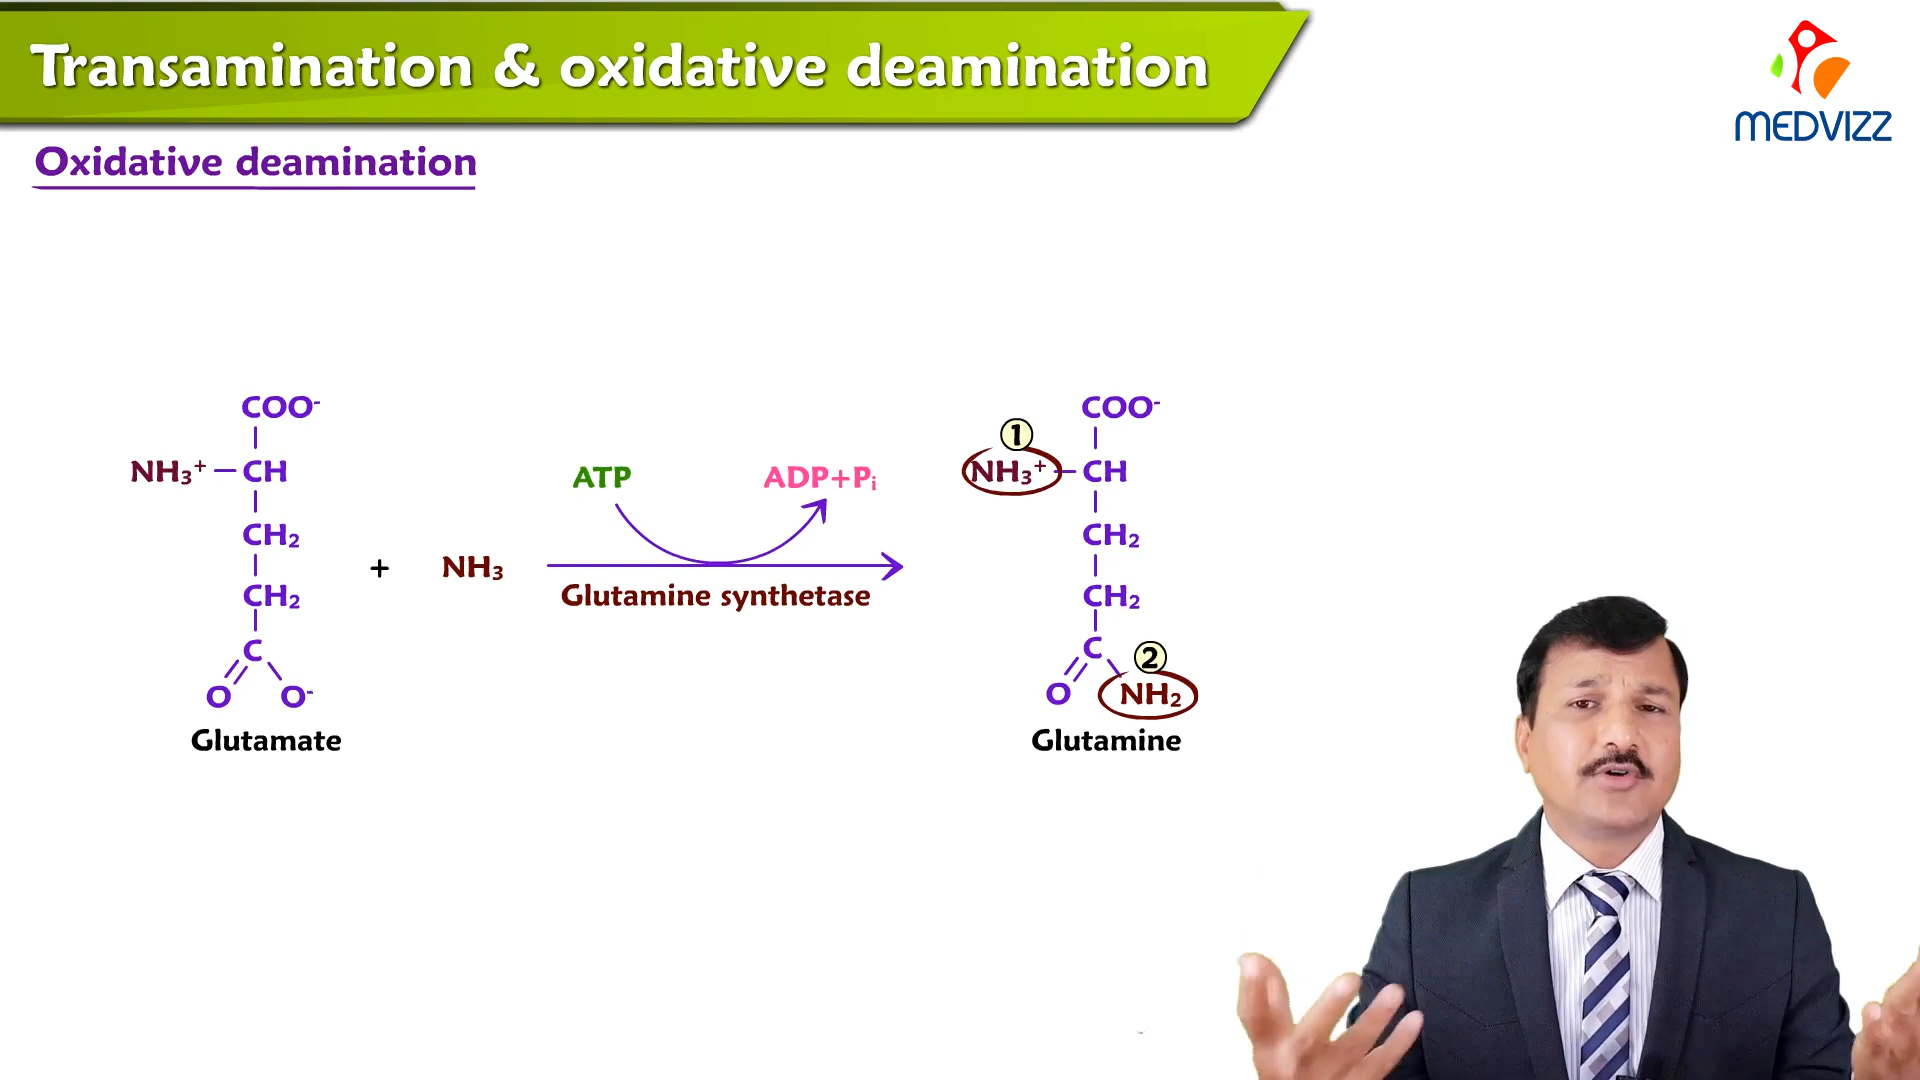 Transamination & oxidative deamination
MEDVIZZ
Oxidative deamination
COO-
NH3+ — CH
CH2
CH2
C
O O-
Glutamate
+ NH3
ATP ADP+Pi
Glutamine synthetase
COO-
1
NH3+ — CH
CH2
CH2
C
2
O NH2
Glutamine